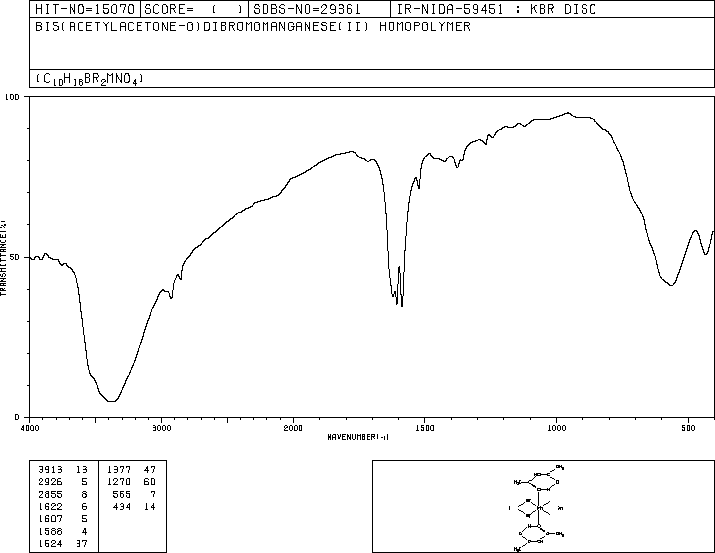 HIT-NO=15070 SCORE= ( ) SDBS-NO=29361 IR-NIDA-59451 : KBR DISC
BIS(ACETYLACETONE-O)DIBROMOMANGANESE(II) HOMOPOLYMER
(C10H16BR2MNO4)
100
50
0
TRANSMITTANCE(%)
4000 3000 2000 1500 1000 500
WAVENUMBER(-1)
3913 13 1377 47
2926 5 1270 60
2855 8 565 7
1622 6 434 14
1607 5
1588 4
1524 37